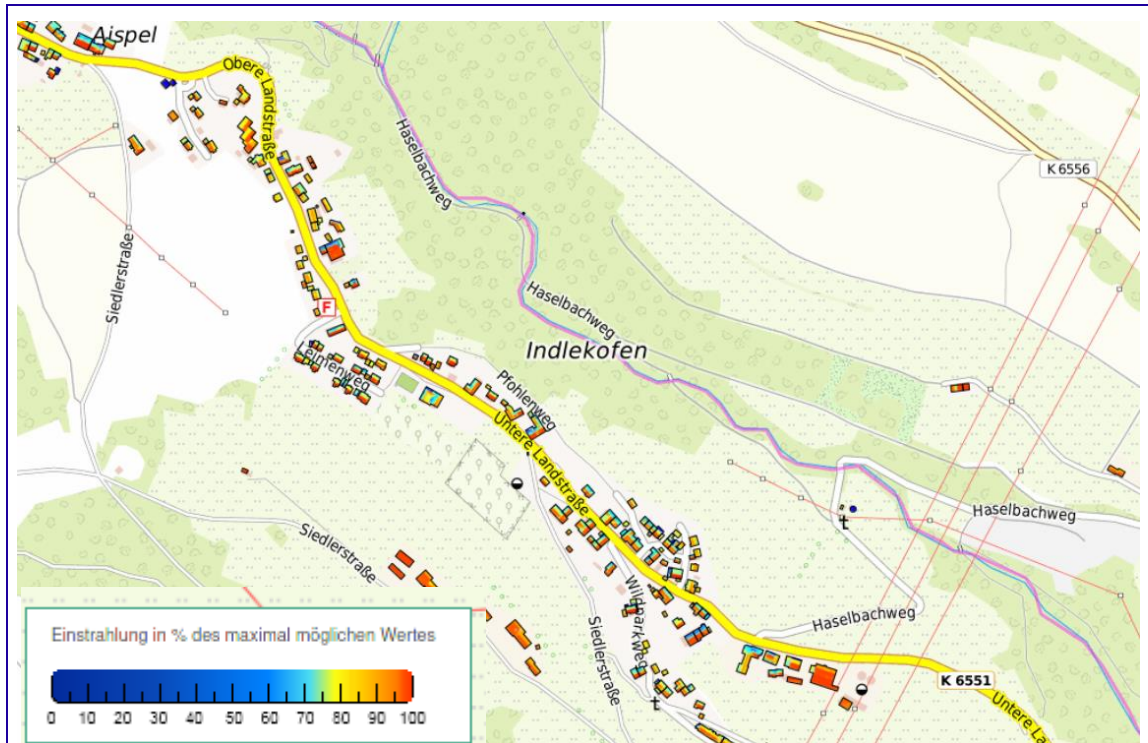 Aispel
Obere Landstraße
Haselbachweg
K 6556
Siedlerstraße
Haselbachweg
F
Indlekofen
Leimenweg
Pfohlenweg
Untere Landstraße
Haselbachweg
t
Siedlerstraße
Wildparkweg
Siedlerstraße
Haselbachweg
K 6551
Untere La
t
Einstrahlung in % des maximal möglichen Wertes
0 10 20 30 40 50 60 70 80 90 100